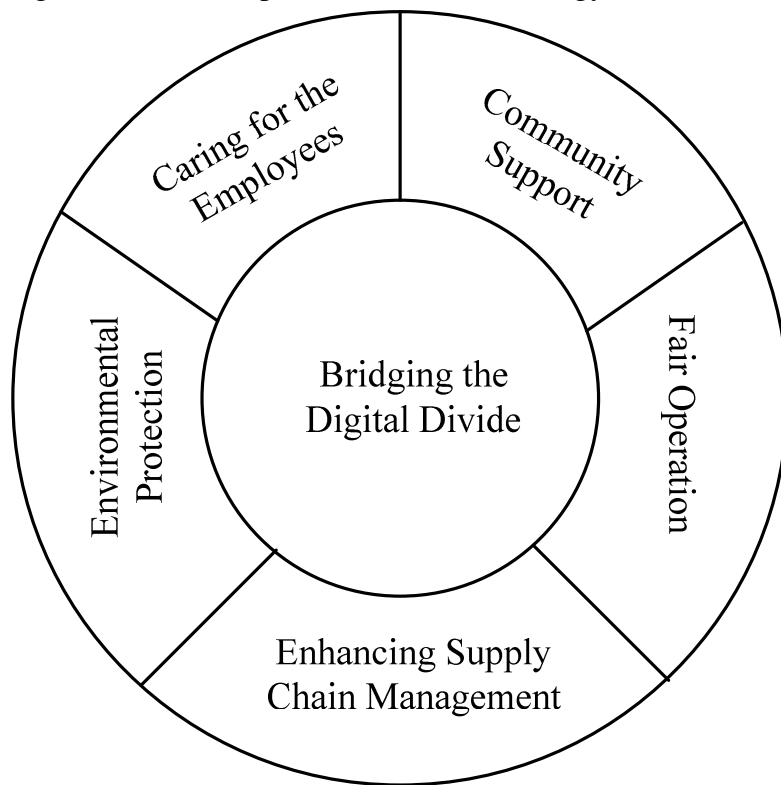 Caring for the
Employees
Community
Support
Environmental
Protection
Bridging the
Digital Divide
Fair Operation
Enhancing Supply
Chain Management